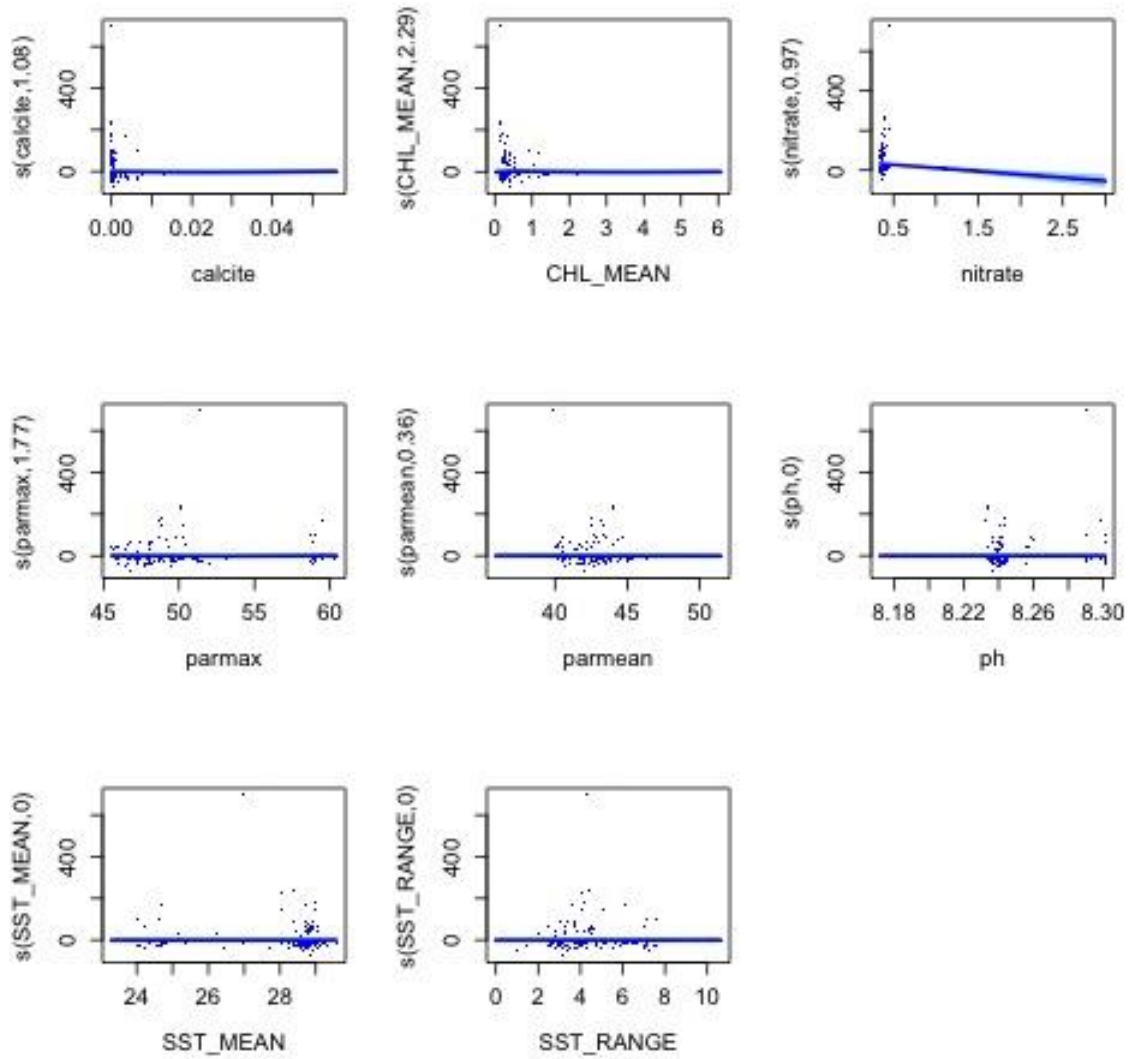 s(calcite,1.08)
400
0
0.00 0.02 0.04
calcite
s(CHL_MEAN,2.29)
400
0
0 1 2 3 4 5 6
CHL_MEAN
s(nitrate,0.97)
400
0
0.5 1.5 2.5
nitrate
s(parmax,1.77)
400
0
45 50 55 60
parmax
s(parmean,0.36)
400
0
40 45 50
parmean
s(ph,0)
400
0
8.18 8.22 8.26 8.30
ph
s(SST_MEAN,0)
400
0
24 26 28
SST_MEAN
s(SST_RANGE,0)
400
0
0 2 4 6 8 10
SST_RANGE